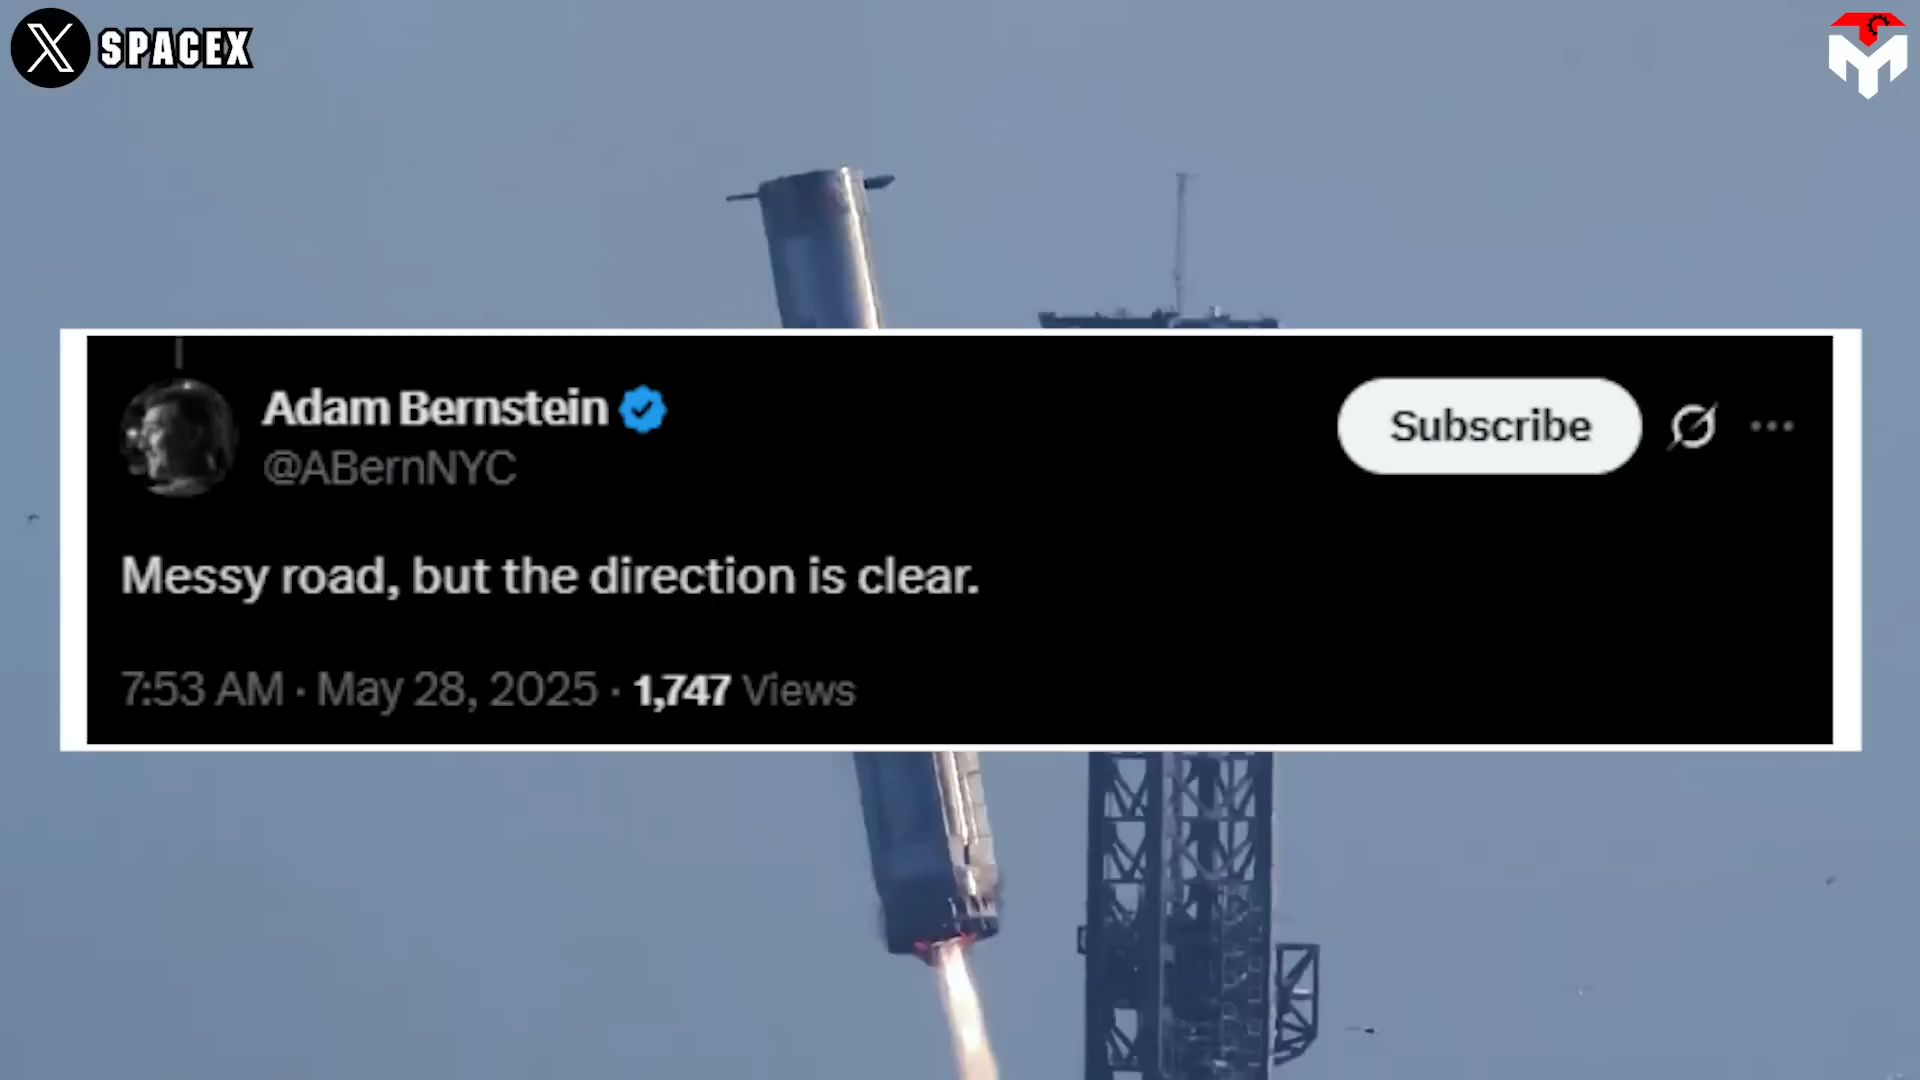 SPACEX
Adam Bernstein
@ABernNYC
Subscribe
Messy road, but the direction is clear.
7:53 AM · May 28, 2025 · 1,747 Views